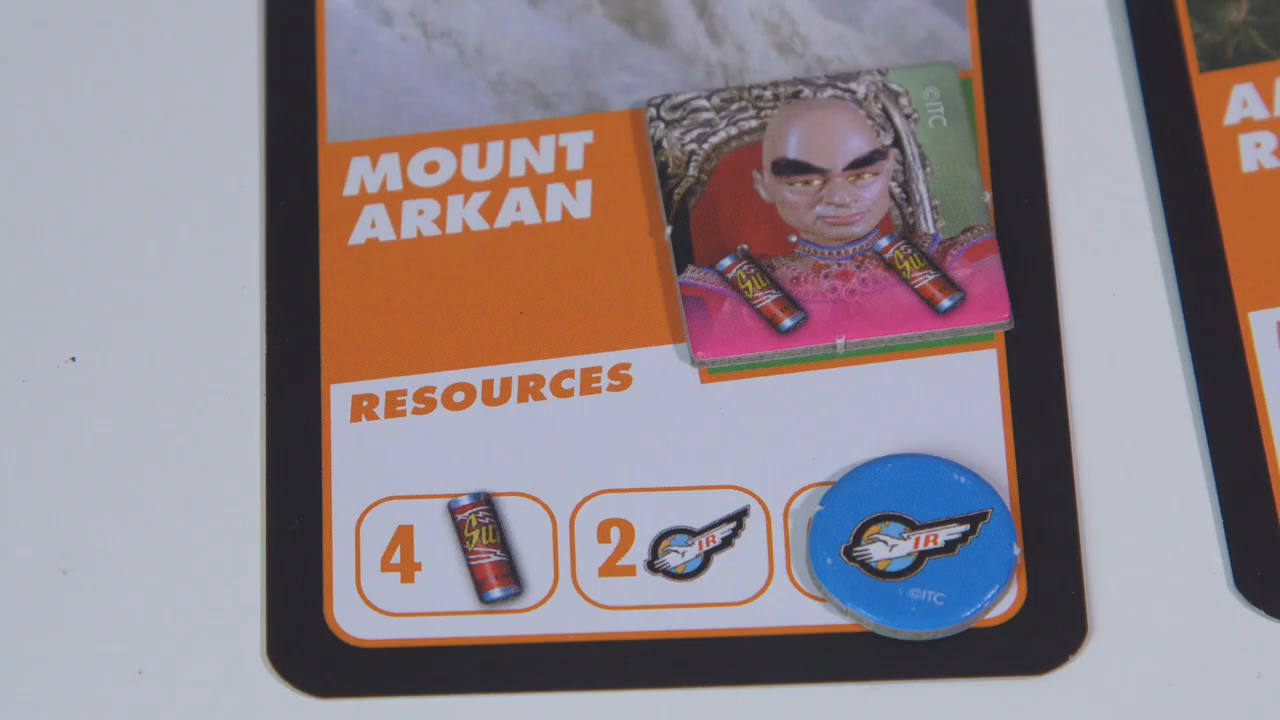 MOUNT
ARKAN
©ITC
RESOURCES
4
2
IR
IR
©ITC